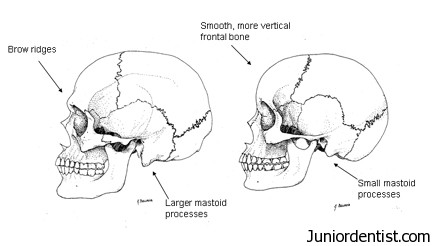 Smooth, more vertical
frontal bone
Brow ridges
Larger mastoid
processes
Small mastoid
processes
Juniordentist.com